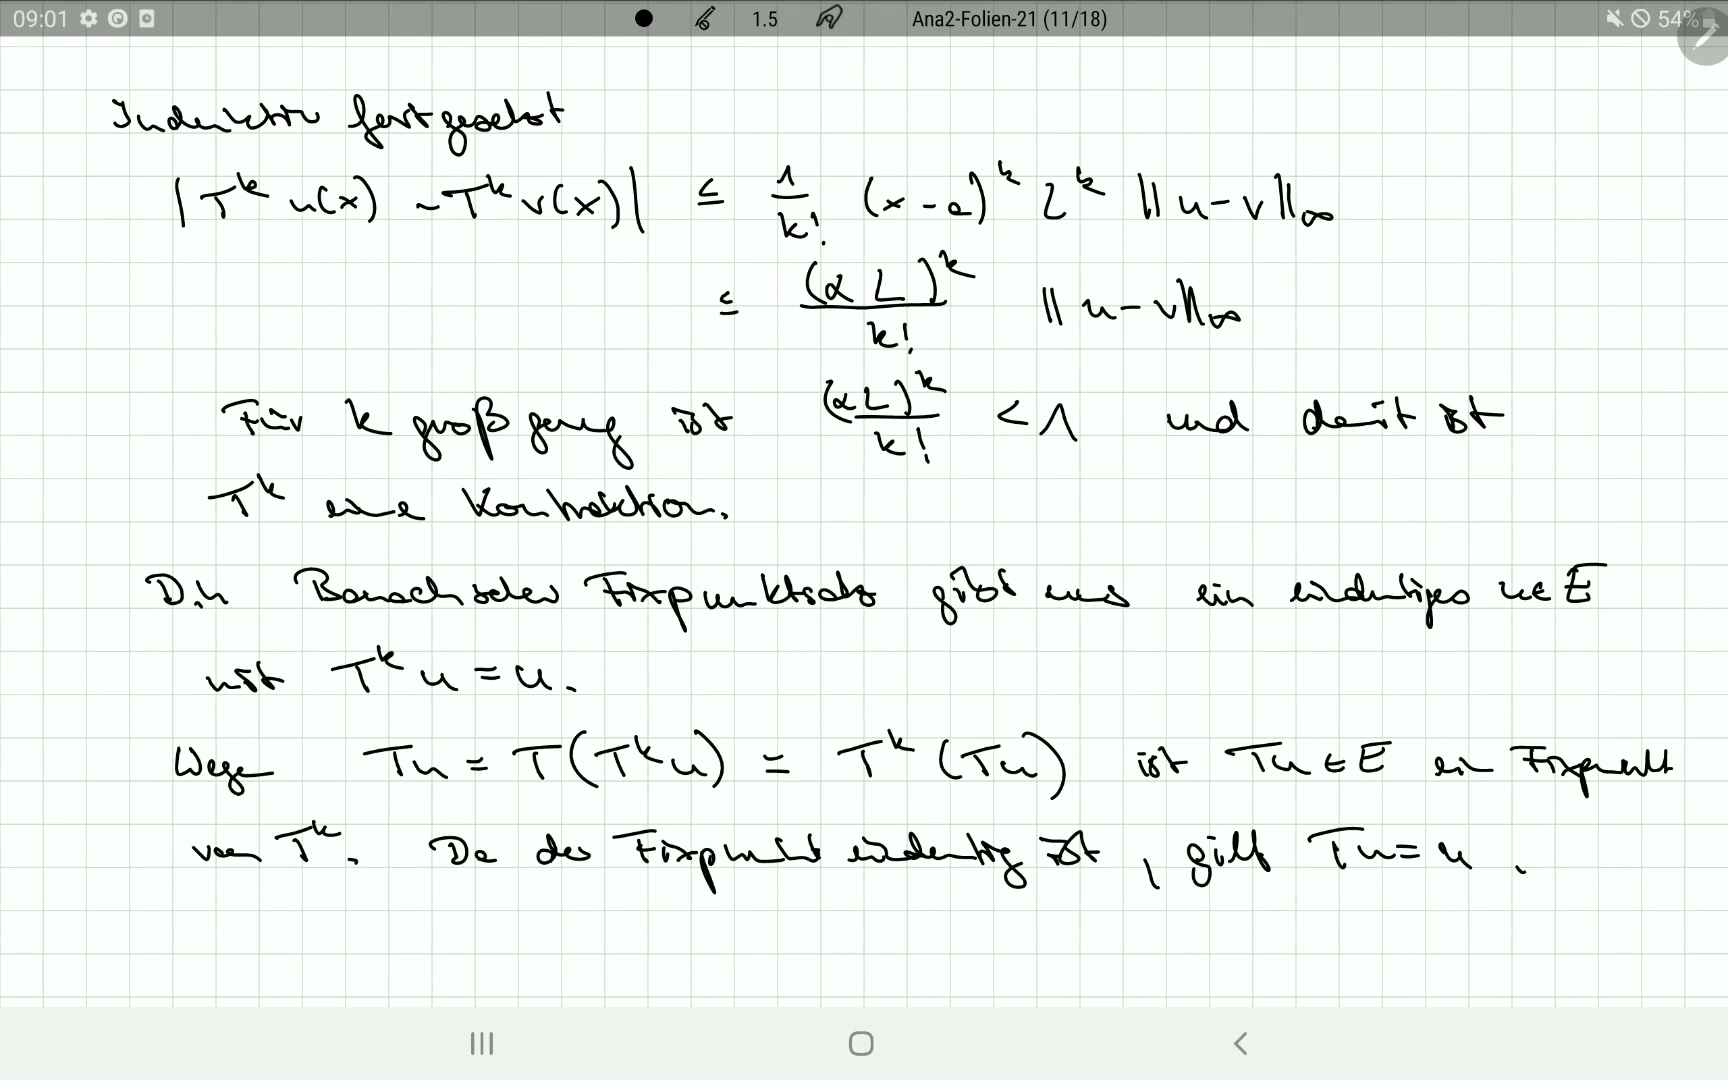 09:01 1.5 Ana2-Folien-21 (11/18) 54%
Induktiv fortgesetzt
|T^k u(x) - T^k v(x)| ≤ 1/k! (x-a)^k L^k ||u-v||_∞
≤ (α L)^k / k! ||u-v||_∞
Für k groß genug ist (αL)^k / k! < 1 und damit ist
T^k eine Kontraktion.
Der Banachscher Fixpunktsatz gibt uns ein eindeutiges u ∈ E
mit T^k u = u.
Wegen Tu = T(T^k u) = T^k (Tu) ist Tu ∈ E ein Fixpunkt
von T^k. Da der Fixpunkt eindeutig ist, gilt Tu = u.